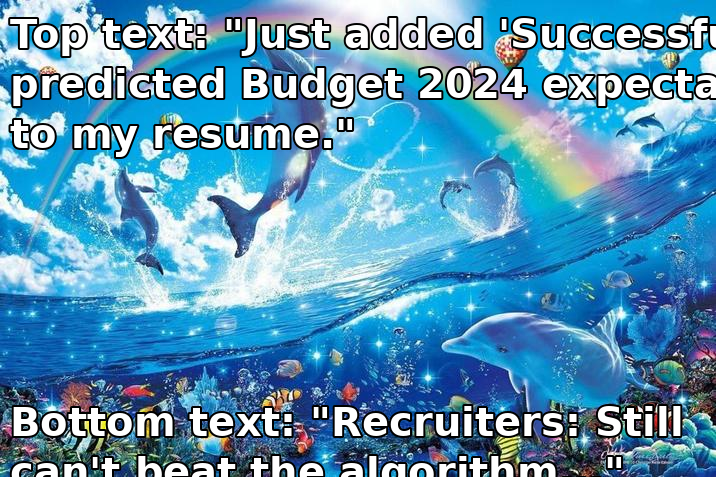 Top text: "Just added 'Successfu
predicted Budget 2024 expecta
to my resume."
Bottom text: "Recruiters: Still
can't beat the algorithm..."